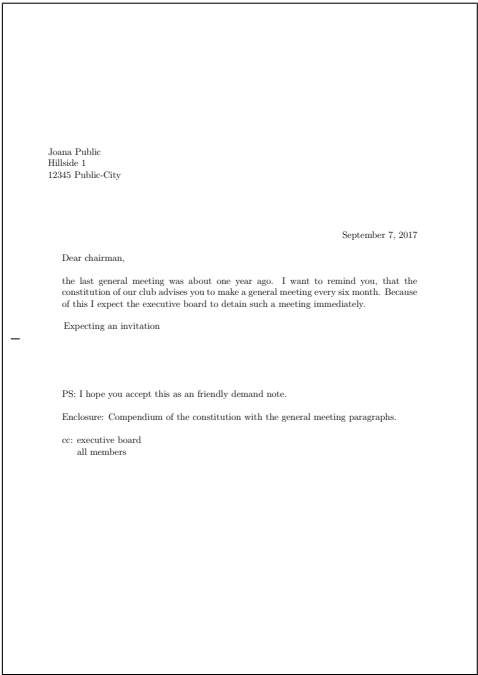 Joana Public
Hillside 1
12345 Public-City
September 7, 2017
Dear chairman,
the last general meeting was about one year ago. I want to remind you, that the
constitution of our club advises you to make a general meeting every six month. Because
of this I expect the executive board to detain such a meeting immediately.
Expecting an invitation
PS: I hope you accept this as an friendly demand note.
Enclosure: Compendium of the constitution with the general meeting paragraphs.
cc: executive board
all members